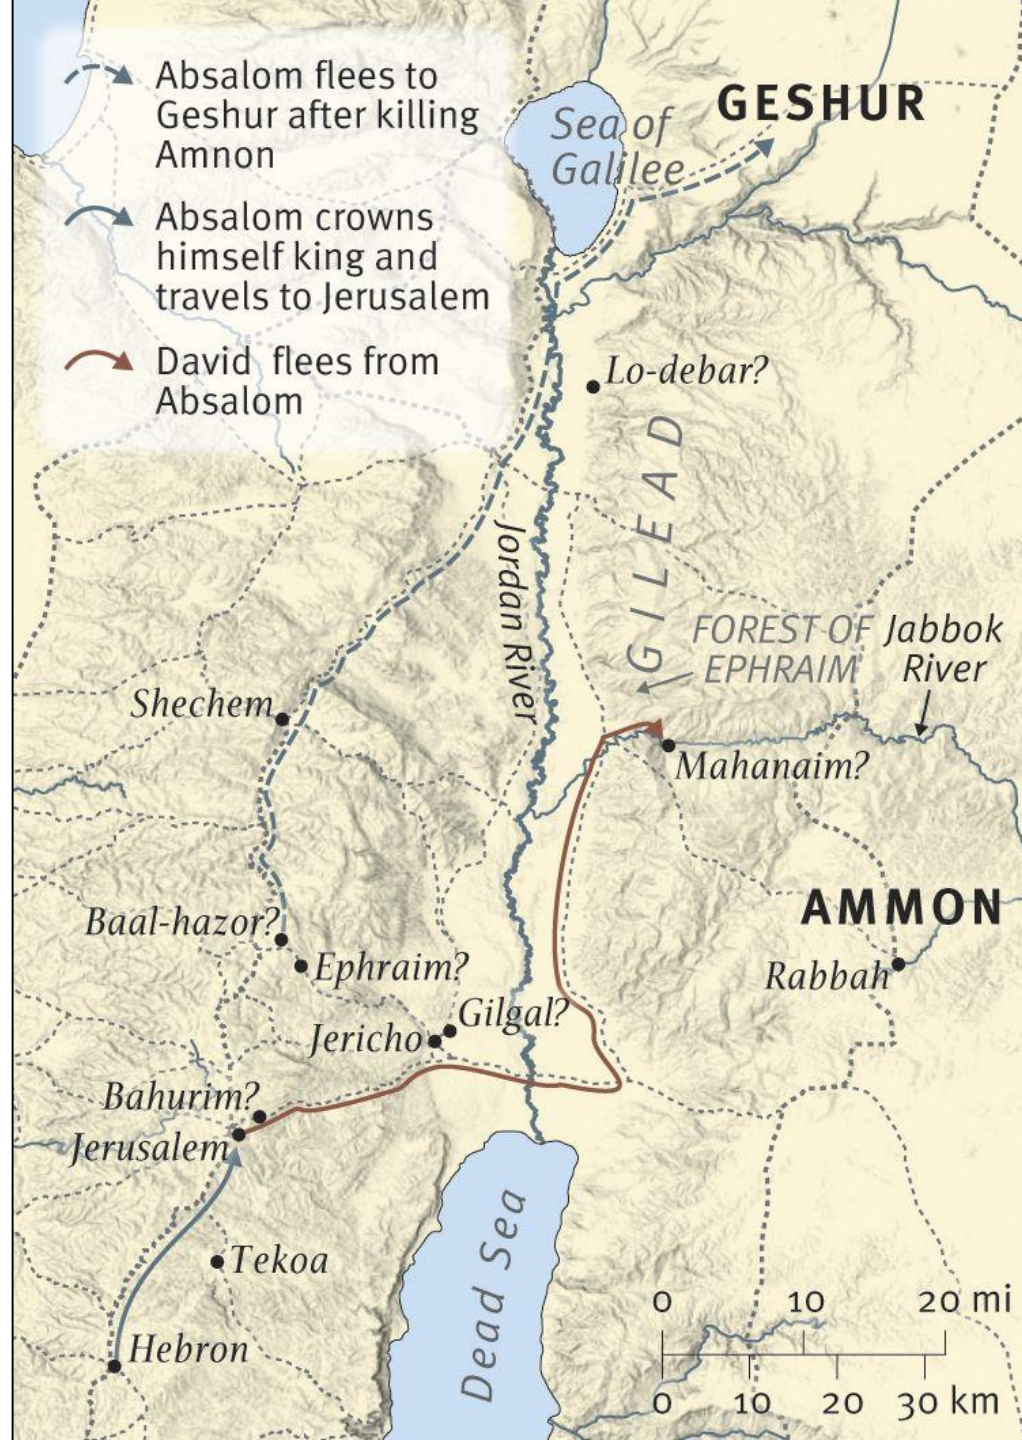 Absalom flees to
Geshur after killing
Amnon
Absalom crowns
himself king and
travels to Jerusalem
David flees from
Absalom
GESHUR
Sea of
Galilee
Lo-debar?
GILEAD
Jordan River
FOREST OF
EPHRAIM
Jabbok
River
Shechem
Mahanaim?
AMMON
Baal-hazor?
Ephraim?
Rabbah
Gilgal?
Jericho
Bahurim?
Jerusalem
Tekoa
Dead Sea
Hebron
0 10 20 mi
0 10 20 30 km